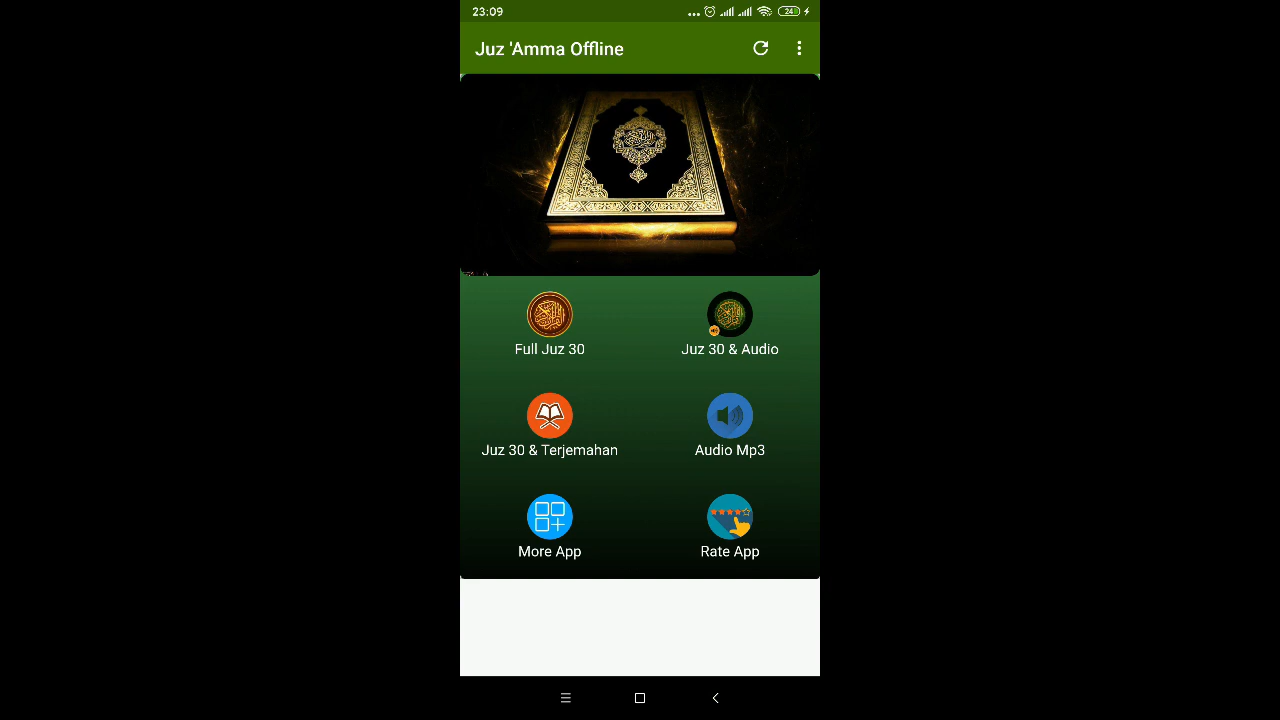 23:09
24
Juz 'Amma Offline
Full Juz 30
Juz 30 & Audio
Juz 30 & Terjemahan
Audio Mp3
More App
Rate App